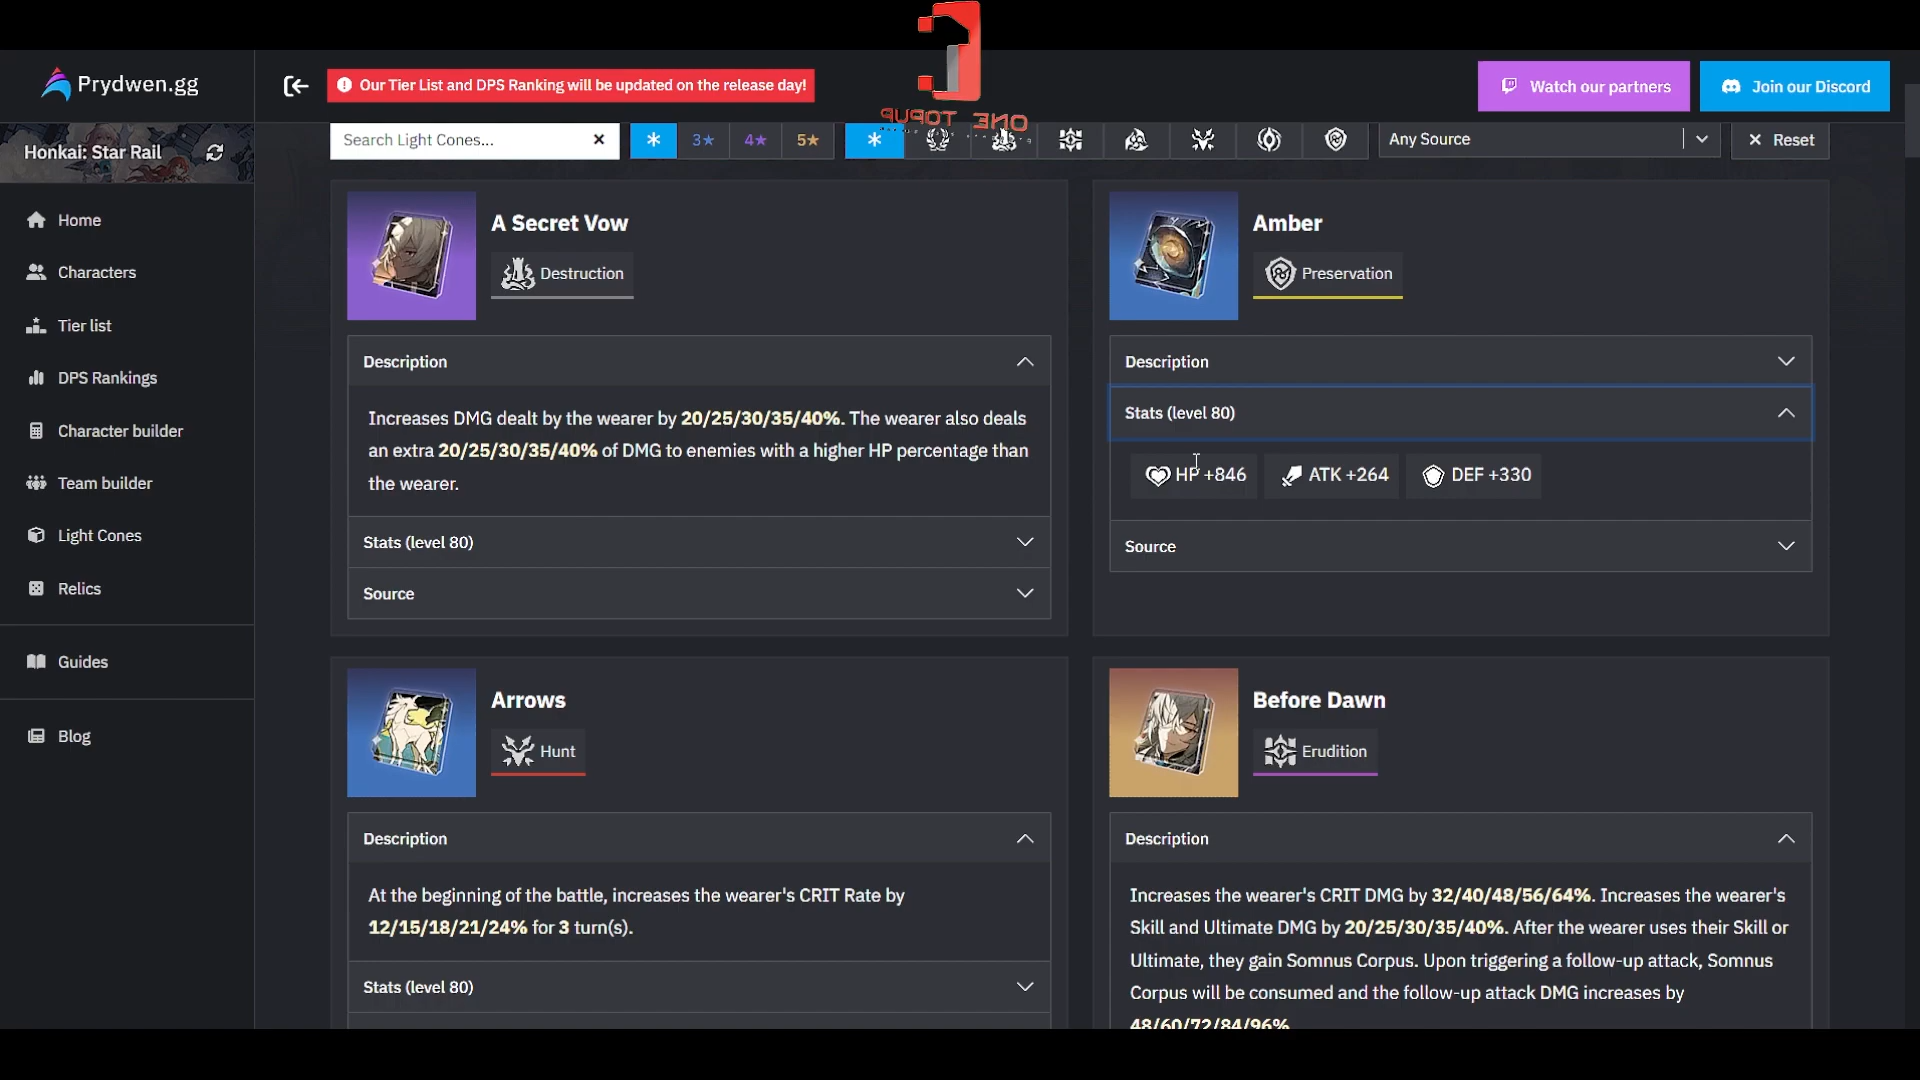 Prydwen.gg
Our Tier List and DPS Ranking will be updated on the release day!
Watch our partners
Join our Discord
ONE TOPUP
Honkai: Star Rail
Search Light Cones...
3★
4★
5★
Any Source
Reset
Home
Characters
Tier list
DPS Rankings
Character builder
Team builder
Light Cones
Relics
Guides
Blog
A Secret Vow
Destruction
Description
Increases DMG dealt by the wearer by 20/25/30/35/40%. The wearer also deals
an extra 20/25/30/35/40% of DMG to enemies with a higher HP percentage than
the wearer.
Stats (level 80)
Source
Amber
Preservation
Description
Stats (level 80)
HP +846
ATK +264
DEF +330
Source
Arrows
Hunt
Description
At the beginning of the battle, increases the wearer's CRIT Rate by
12/15/18/21/24% for 3 turn(s).
Stats (level 80)
Before Dawn
Erudition
Description
Increases the wearer's CRIT DMG by 32/40/48/56/64%. Increases the wearer's
Skill and Ultimate DMG by 20/25/30/35/40%. After the wearer uses their Skill or
Ultimate, they gain Somnus Corpus. Upon triggering a follow-up attack, Somnus
Corpus will be consumed and the follow-up attack DMG increases by
48/60/72/84/96%